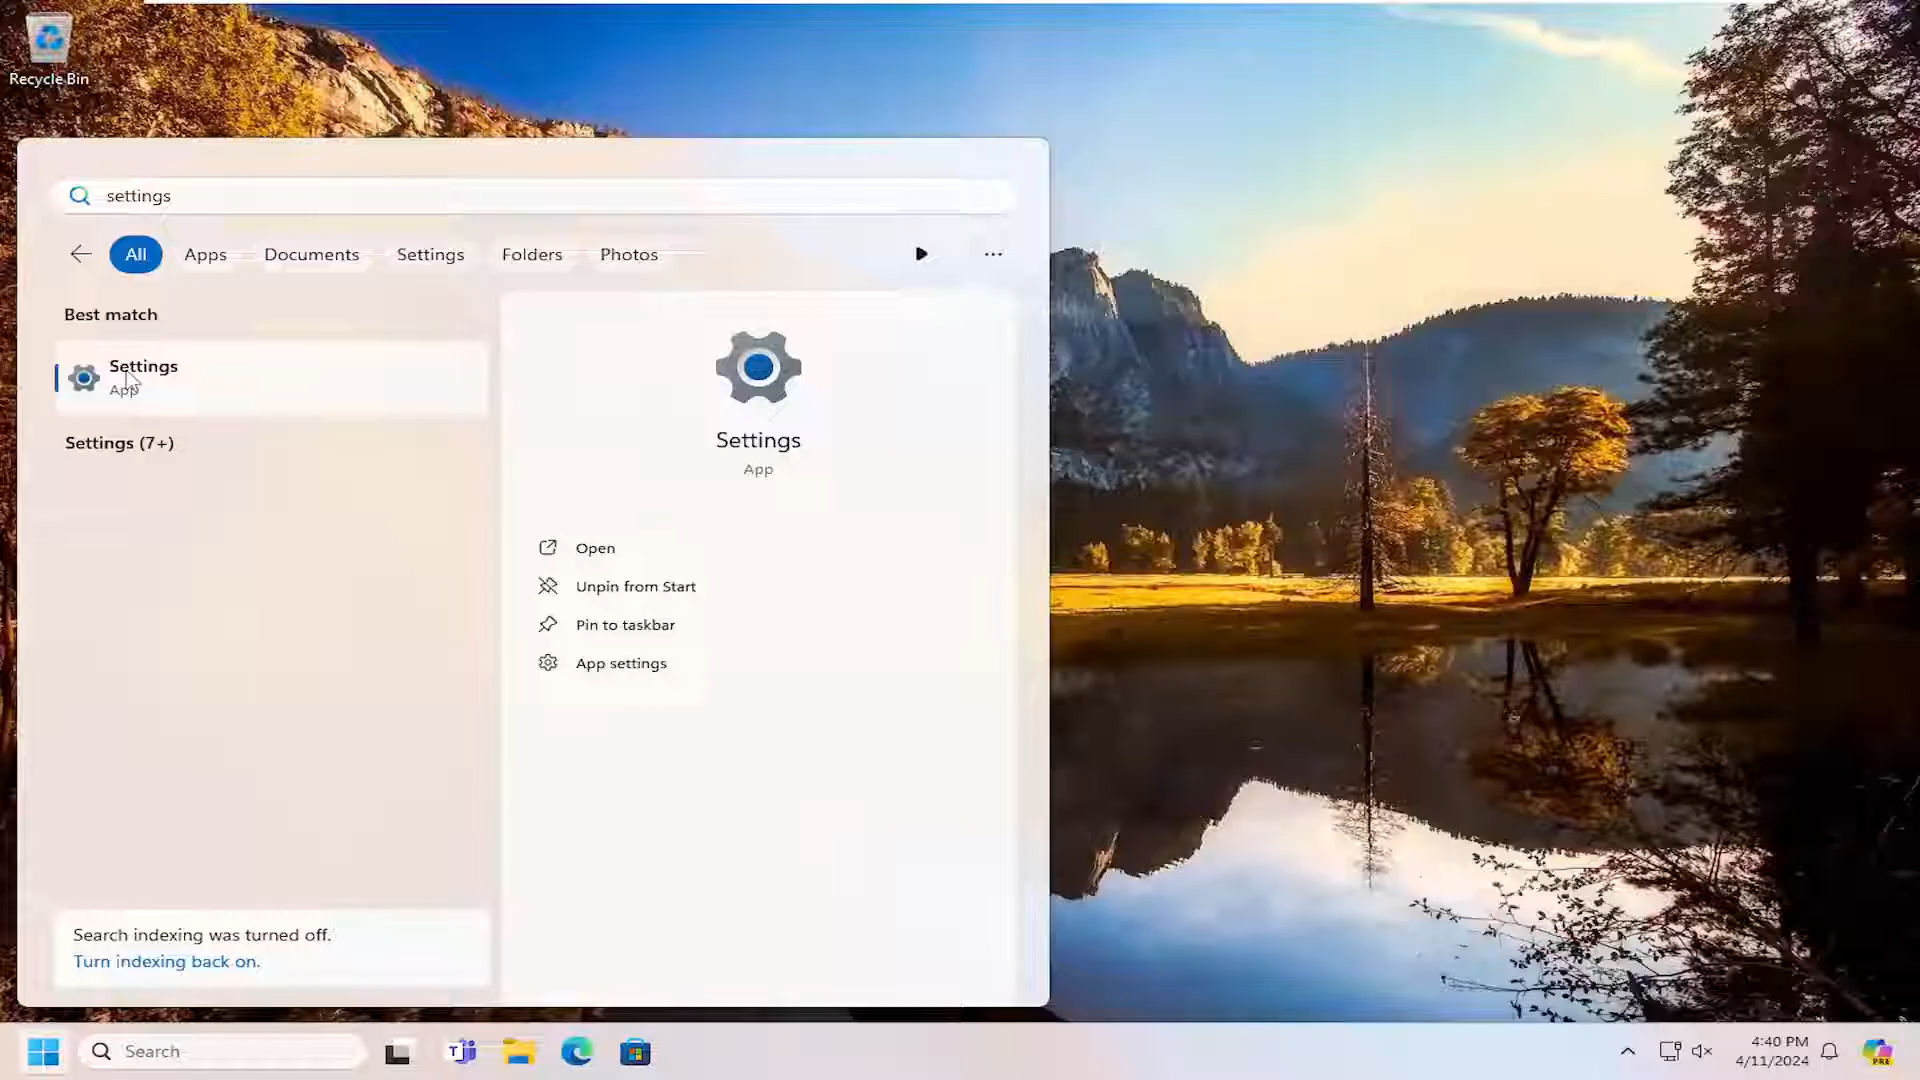 Recycle Bin
settings
All
Apps
Documents
Settings
Folders
Photos
Best match
Settings
App
Settings (7+)
Settings
App
Open
Unpin from Start
Pin to taskbar
App settings
Search indexing was turned off.
Turn indexing back on.
Search
4:40 PM
4/11/2024
PRE